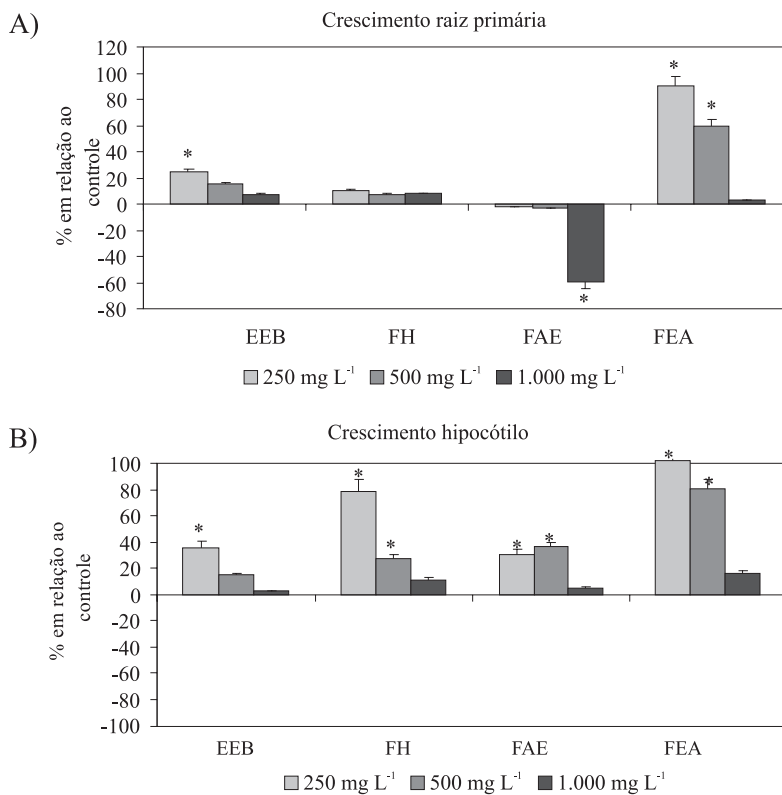 A)
Crescimento raiz primária
% em relação ao
controle
120
100
80
60
40
20
0
-20
-40
-60
-80
*
*
*
*
EEB FH FAE FEA
250 mg L⁻¹ 500 mg L⁻¹ 1.000 mg L⁻¹
B)
Crescimento hipocótilo
% em relação ao
controle
100
80
60
40
20
0
-20
-40
-60
-80
-100
*
*
*
*
*
*
*
EEB FH FAE FEA
250 mg L⁻¹ 500 mg L⁻¹ 1.000 mg L⁻¹